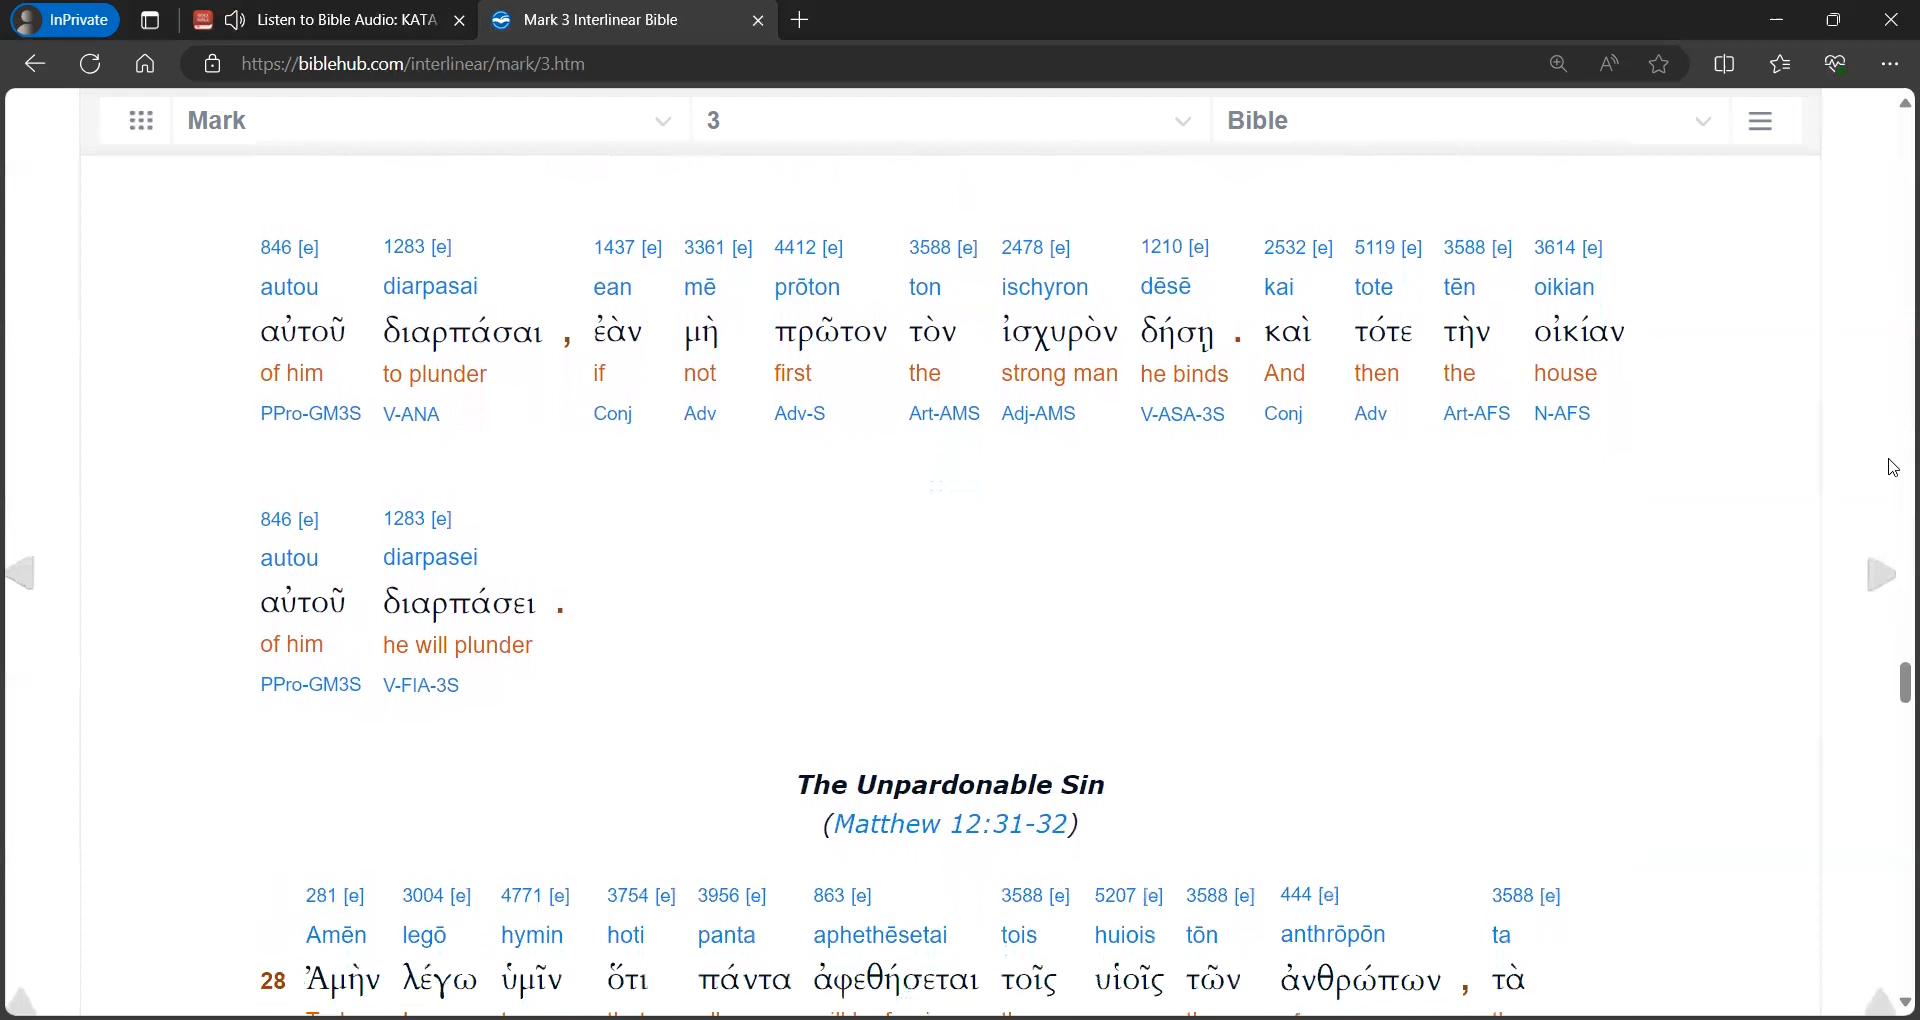 InPrivate Listen to Bible Audio: KATA Mark 3 Interlinear Bible
https://biblehub.com/interlinear/mark/3.htm
Mark 3 Bible
846 [e] 1283 [e] 1437 [e] 3361 [e] 4412 [e] 3588 [e] 2478 [e] 1210 [e] 2532 [e] 5119 [e] 3588 [e] 3614 [e]
autou diarpasai ean mē prōton ton ischyron dēsē kai tote tēn oikian
αὐτοῦ διαρπάσαι , ἐὰν μὴ πρῶτον τὸν ἰσχυρὸν δήσῃ . καὶ τότε τὴν οἰκίαν
of him to plunder if not first the strong man he binds And then the house
PPro-GM3S V-ANA Conj Adv Adv-S Art-AMS Adj-AMS V-ASA-3S Conj Adv Art-AFS N-AFS
846 [e] 1283 [e]
autou diarpasei
αὐτοῦ διαρπάσει .
of him he will plunder
PPro-GM3S V-FIA-3S
The Unpardonable Sin
(Matthew 12:31-32)
281 [e] 3004 [e] 4771 [e] 3754 [e] 3956 [e] 863 [e] 3588 [e] 5207 [e] 3588 [e] 444 [e] 3588 [e]
Amēn legō hymin hoti panta aphethēsetai tois huiois tōn anthrōpōn ta
28 Ἀμὴν λέγω ὑμῖν ὅτι πάντα ἀφεθήσεται τοῖς υἱοῖς τῶν ἀνθρώπων , τὰ